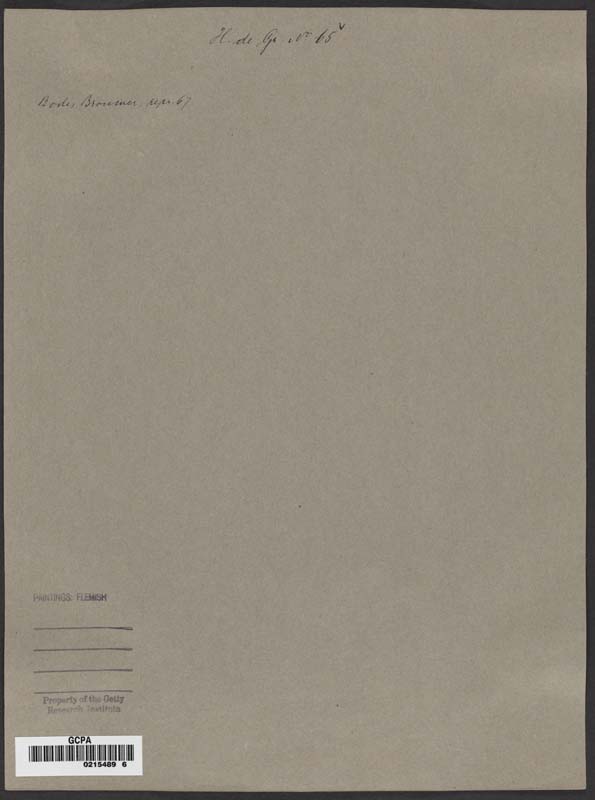 H. de Gr. No 65
Bode, Brouwer, repr. 67
PAINTINGS: FLEMISH
Property of the Getty
Research Institute
GCPA
0215489 6